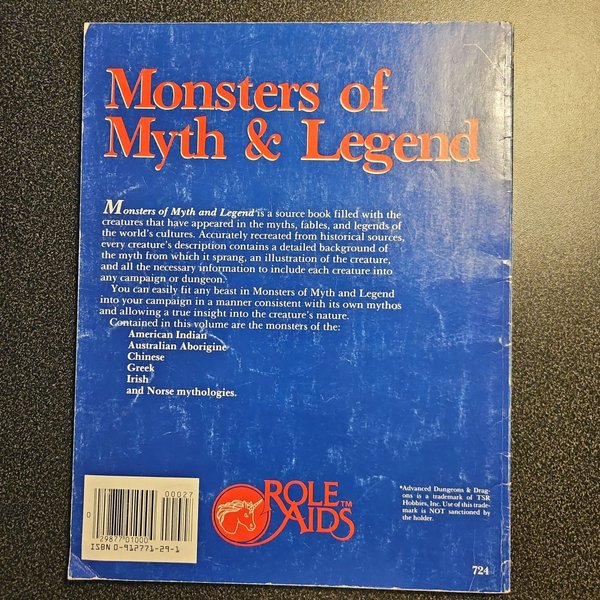 Monsters of
Myth & Legend
Monsters of Myth and Legend is a source book filled with the
creatures that have appeared in the myths, fables, and legends of
the world's cultures. Accurately recreated from historical sources,
every creature's description contains a detailed background of
the myth from which it sprang, an illustration of the creature,
and all the necessary information to include each creature into
any campaign or dungeon.
You can easily fit any beast in Monsters of Myth and Legend
into your campaign in a manner consistent with its own mythos
and allowing a true insight into the creature's nature.
Contained in this volume are the monsters of the:
American Indian
Australian Aborigine
Chinese
Greek
Irish
and Norse mythologies.
00027
0
29877 01000
ISBN 0-912771-29-1
ROLE
AIDS™
*Advanced Dungeons & Drag-
ons is a trademark of TSR
Hobbies, Inc. Use of this trade-
mark is NOT sanctioned by
the holder.
724